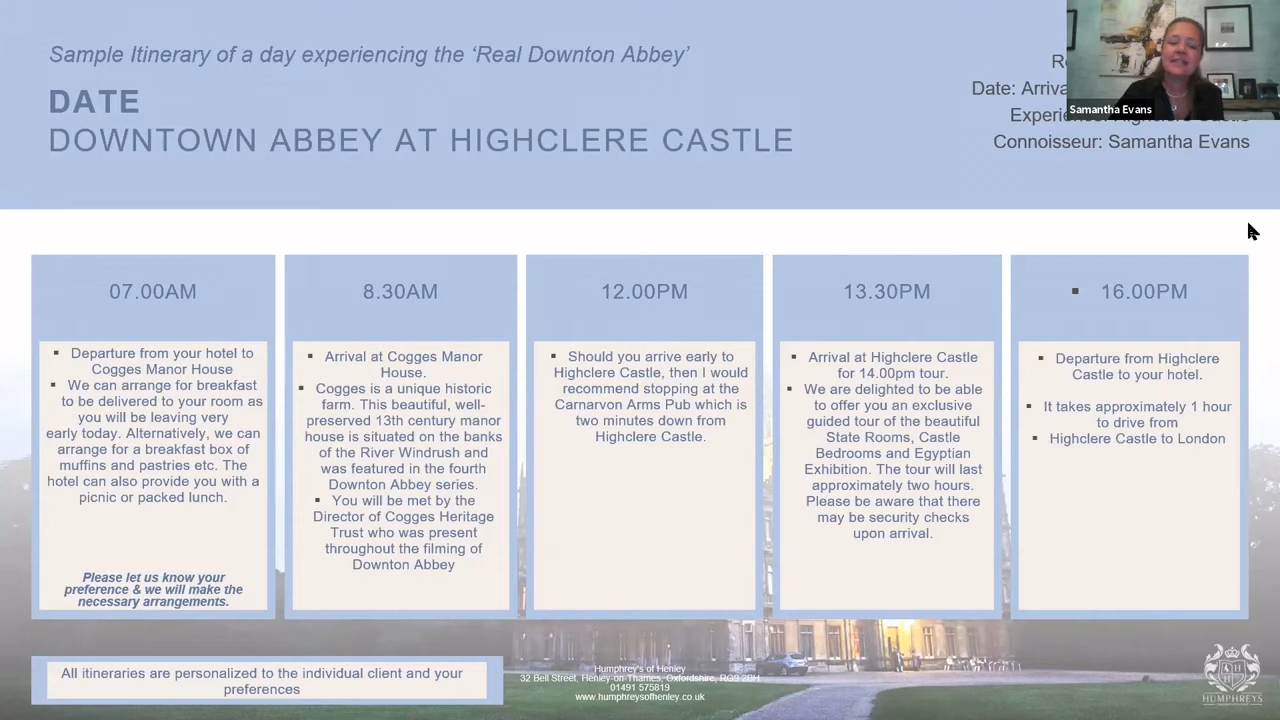 Sample Itinerary of a day experiencing the ‘Real Downton Abbey’
DATE
DOWNTOWN ABBEY AT HIGHCLERE CASTLE
Date:
Connoisseur: Samantha Evans
Samantha Evans
07.00AM
▪ Departure from your hotel to
Cogges Manor House
▪ We can arrange for breakfast
to be delivered to your room as
you will be leaving very
early today. Alternatively, we can
arrange for a breakfast box of
muffins and pastries etc. The
hotel can also provide you with a
picnic or packed lunch.
Please let us know your
preference & we will make the
necessary arrangements.
8.30AM
▪ Arrival at Cogges Manor
House.
▪ Cogges is a unique historic
farm. This beautiful, well-
preserved 13th century manor
house is situated on the banks
of the River Windrush and
was featured in the fourth
Downton Abbey series.
▪ You will be met by the
Director of Cogges Heritage
Trust who was present
throughout the filming of
Downton Abbey
12.00PM
▪ Should you arrive early to
Highclere Castle, then I would
recommend stopping at the
Carnarvon Arms Pub which is
two minutes down from
Highclere Castle.
13.30PM
▪ Arrival at Highclere Castle
for 14.00pm tour.
▪ We are delighted to be able
to offer you an exclusive
guided tour of the beautiful
State Rooms, Castle
Bedrooms and Egyptian
Exhibition. The tour will last
approximately two hours.
Please be aware that there
may be security checks
upon arrival.
▪ 16.00PM
▪ Departure from Highclere
Castle to your hotel.
▪ It takes approximately 1 hour
to drive from
▪ Highclere Castle to London
All itineraries are personalized to the individual client and your
preferences
Humphrey's of Henley
32 Bell Street, Henley-on-Thames, Oxfordshire, RG9 2BH
01491 575819
www.humphreysofhenley.co.uk
HUMPHREYS